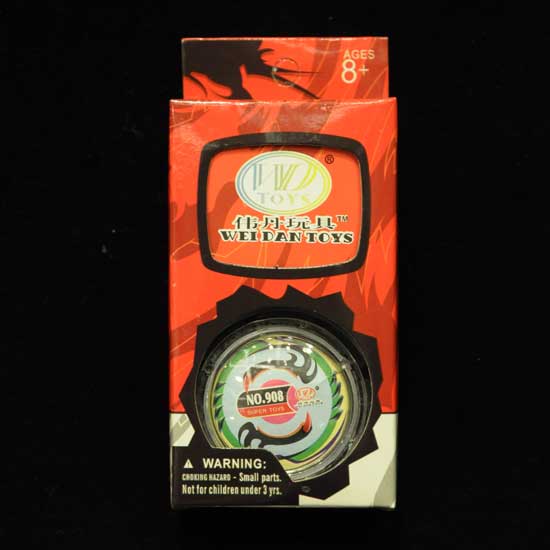 AGES
8+
WD ®
TOYS
伟丹玩具™
WEI DAN TOYS
NO.908
SUPER TOYS
WARNING:
CHOKING HAZARD - Small parts.
Not for children under 3 yrs.